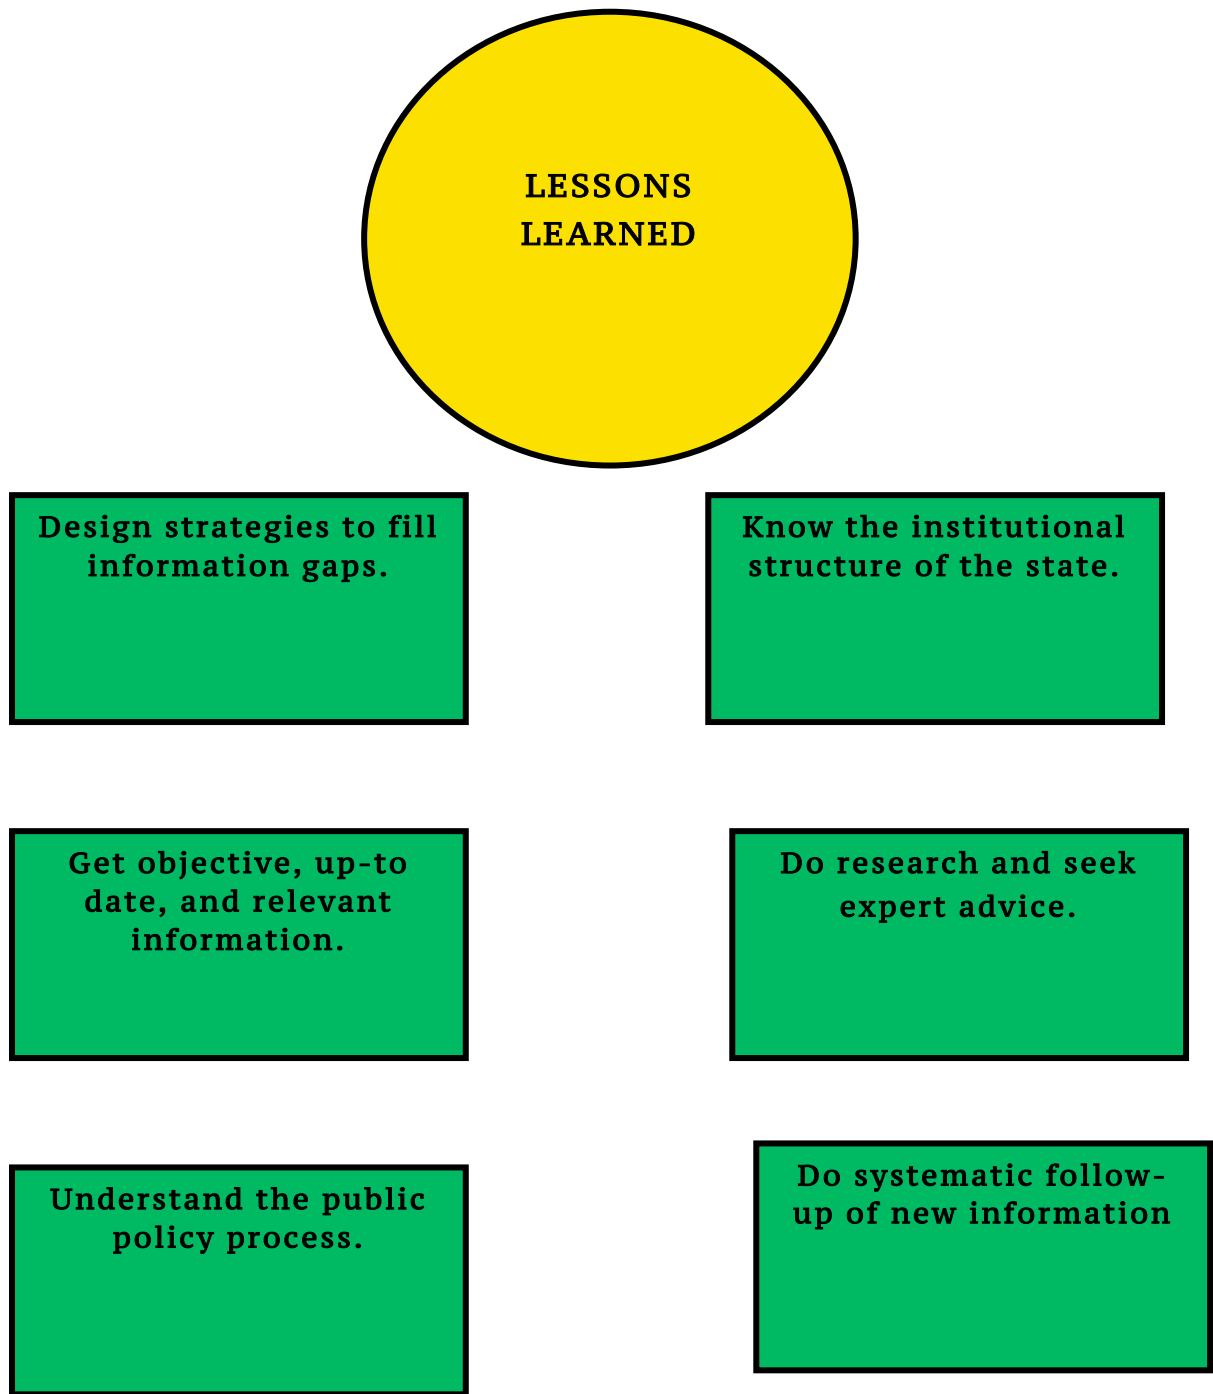 LESSONS
LEARNED
Design strategies to fill
information gaps.
Know the institutional
structure of the state.
Get objective, up-to
date, and relevant
information.
Do research and seek
expert advice.
Understand the public
policy process.
Do systematic follow-
up of new information